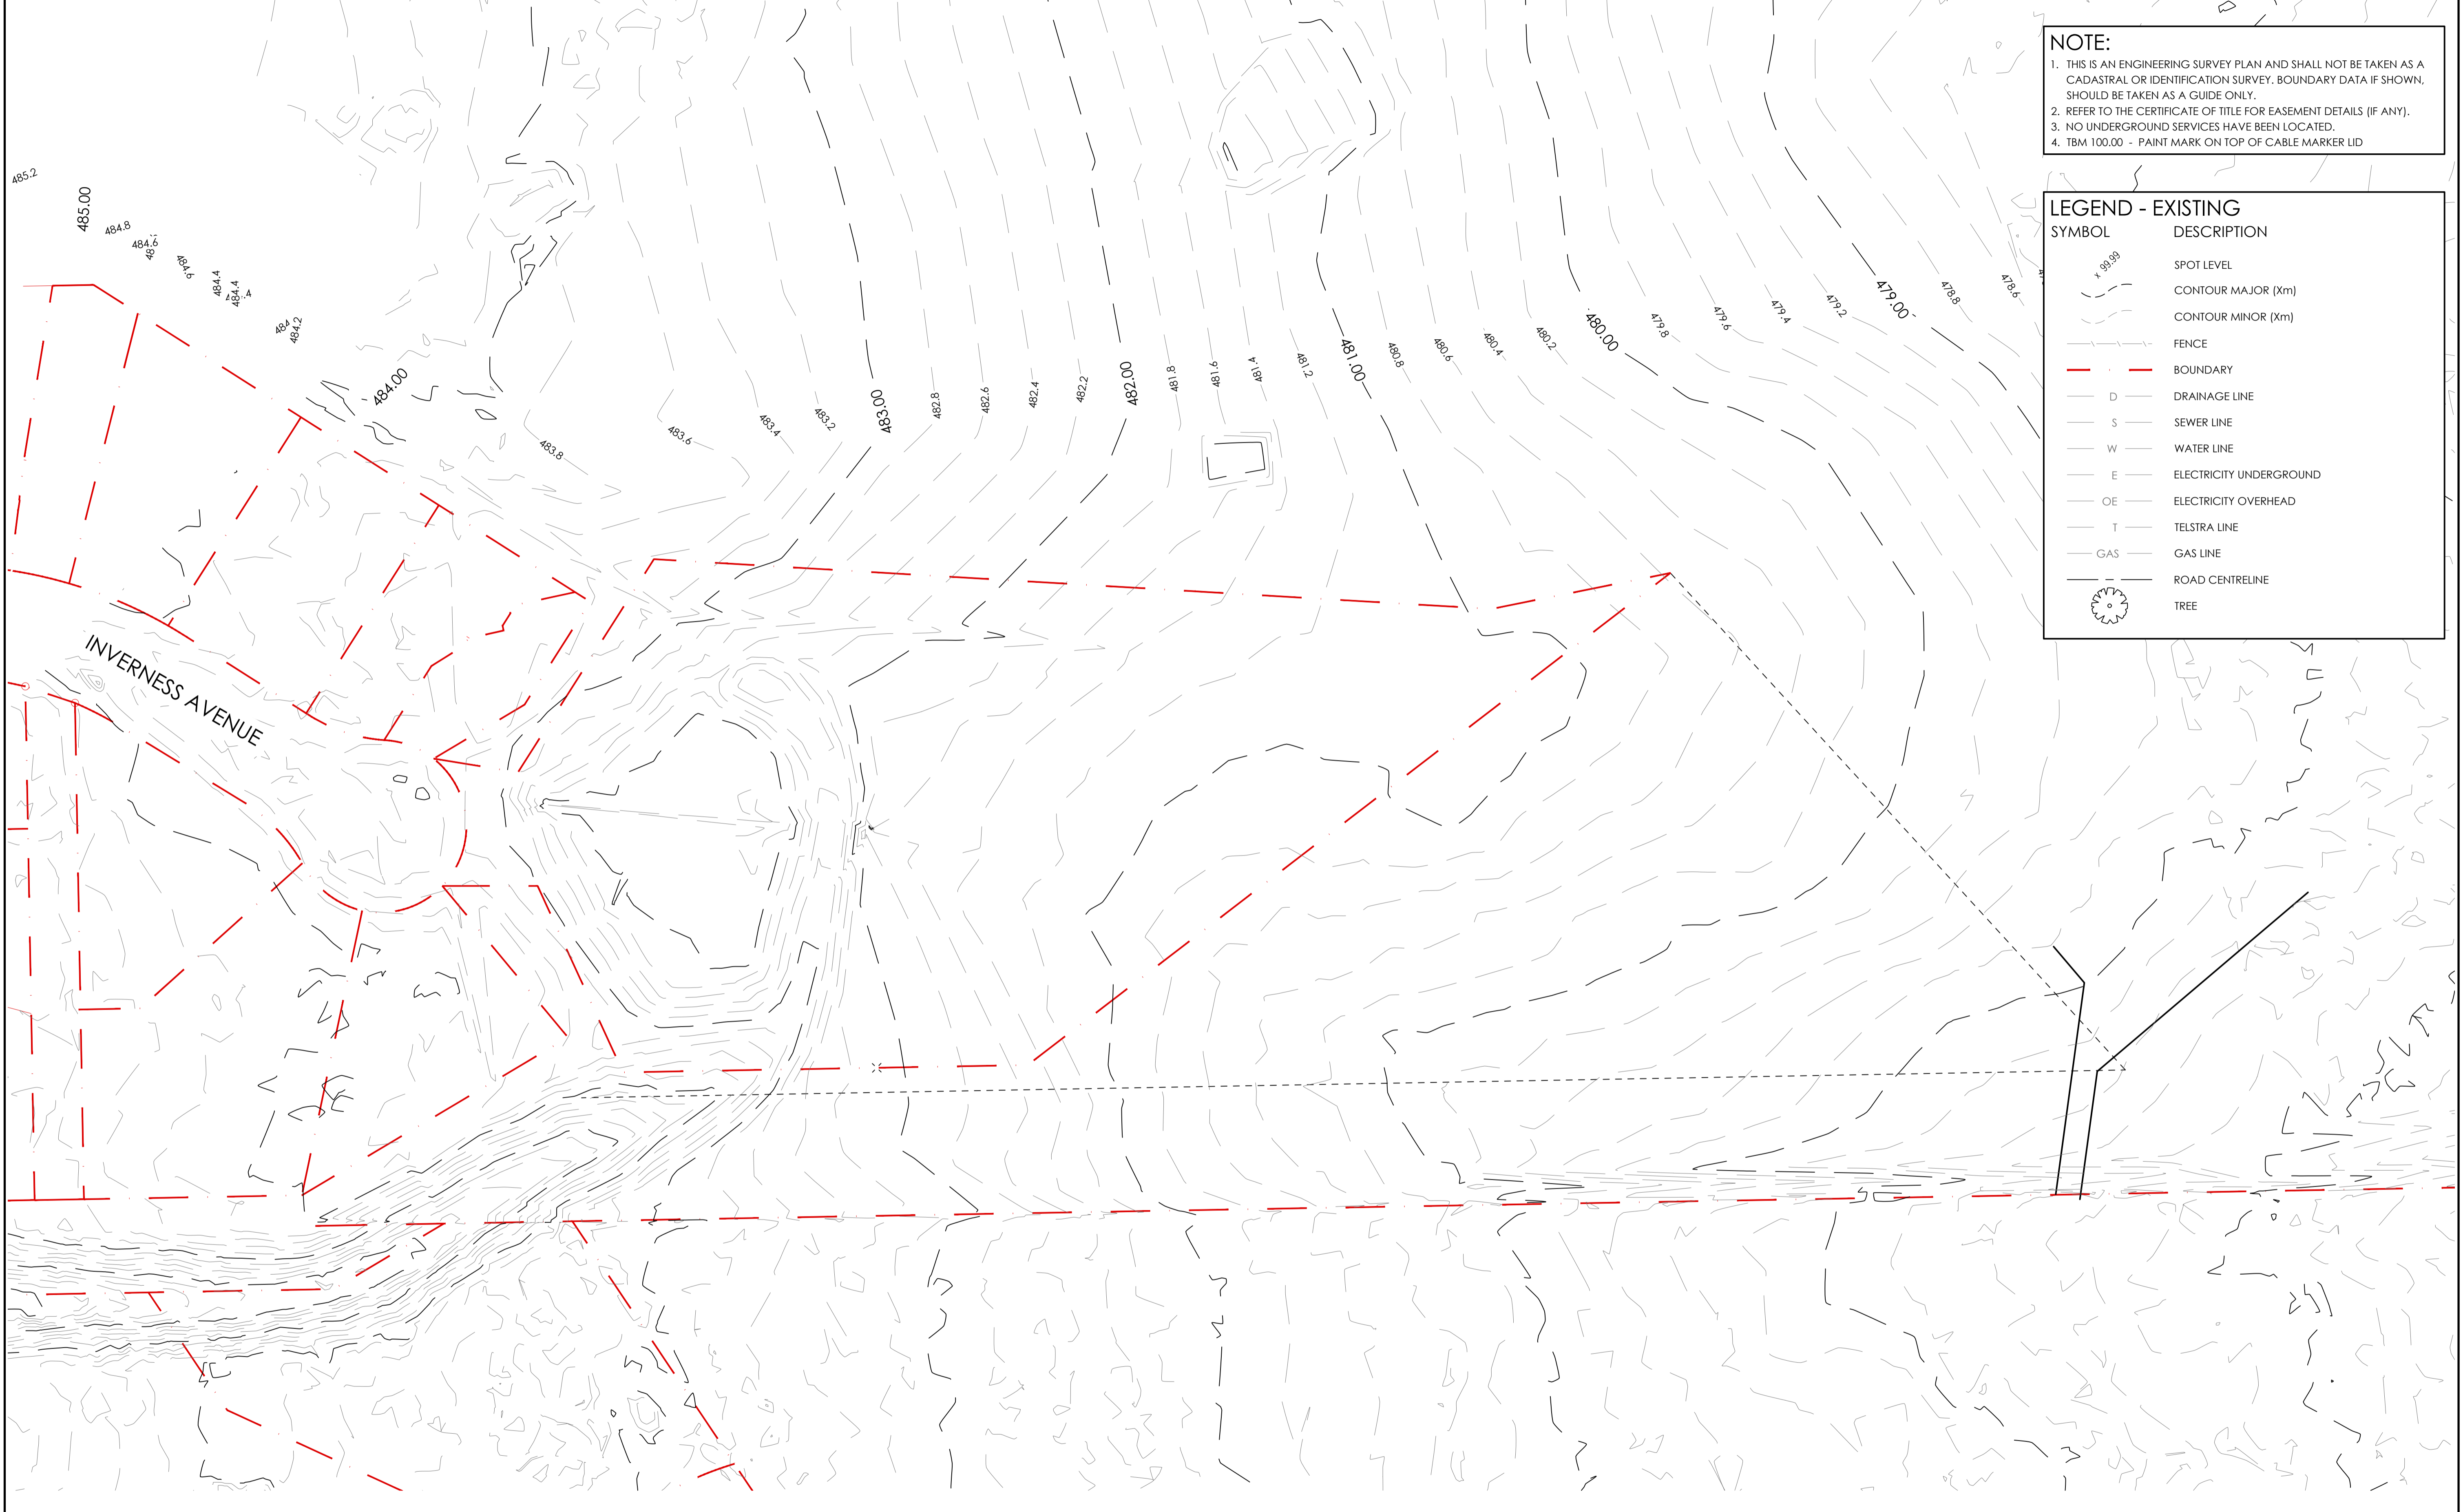 NOTE:
1. THIS IS AN ENGINEERING SURVEY PLAN AND SHALL NOT BE TAKEN AS A
CADASTRAL OR IDENTIFICATION SURVEY. BOUNDARY DATA IF SHOWN,
SHOULD BE TAKEN AS A GUIDE ONLY.
2. REFER TO THE CERTIFICATE OF TITLE FOR EASEMENT DETAILS (IF ANY).
3. NO UNDERGROUND SERVICES HAVE BEEN LOCATED.
4. TBM 100.00 - PAINT MARK ON TOP OF CABLE MARKER LID
LEGEND - EXISTING
SYMBOL DESCRIPTION
x 99.99 SPOT LEVEL
CONTOUR MAJOR (Xm)
CONTOUR MINOR (Xm)
FENCE
BOUNDARY
D DRAINAGE LINE
S SEWER LINE
W WATER LINE
E ELECTRICITY UNDERGROUND
OE ELECTRICITY OVERHEAD
T TELSTRA LINE
GAS GAS LINE
ROAD CENTRELINE
TREE
485.2
485.00
484.8
484.6
484.6
484.4
484.4
484.2
484.00
483.8
483.6
483.4
483.2
483.00
482.8
482.6
482.4
482.2
482.00
481.8
481.6
481.4
481.2
481.00
480.8
480.6
480.4
480.2
480.00
479.8
479.6
479.4
479.2
479.00
478.8
478.6
INVERNESS AVENUE